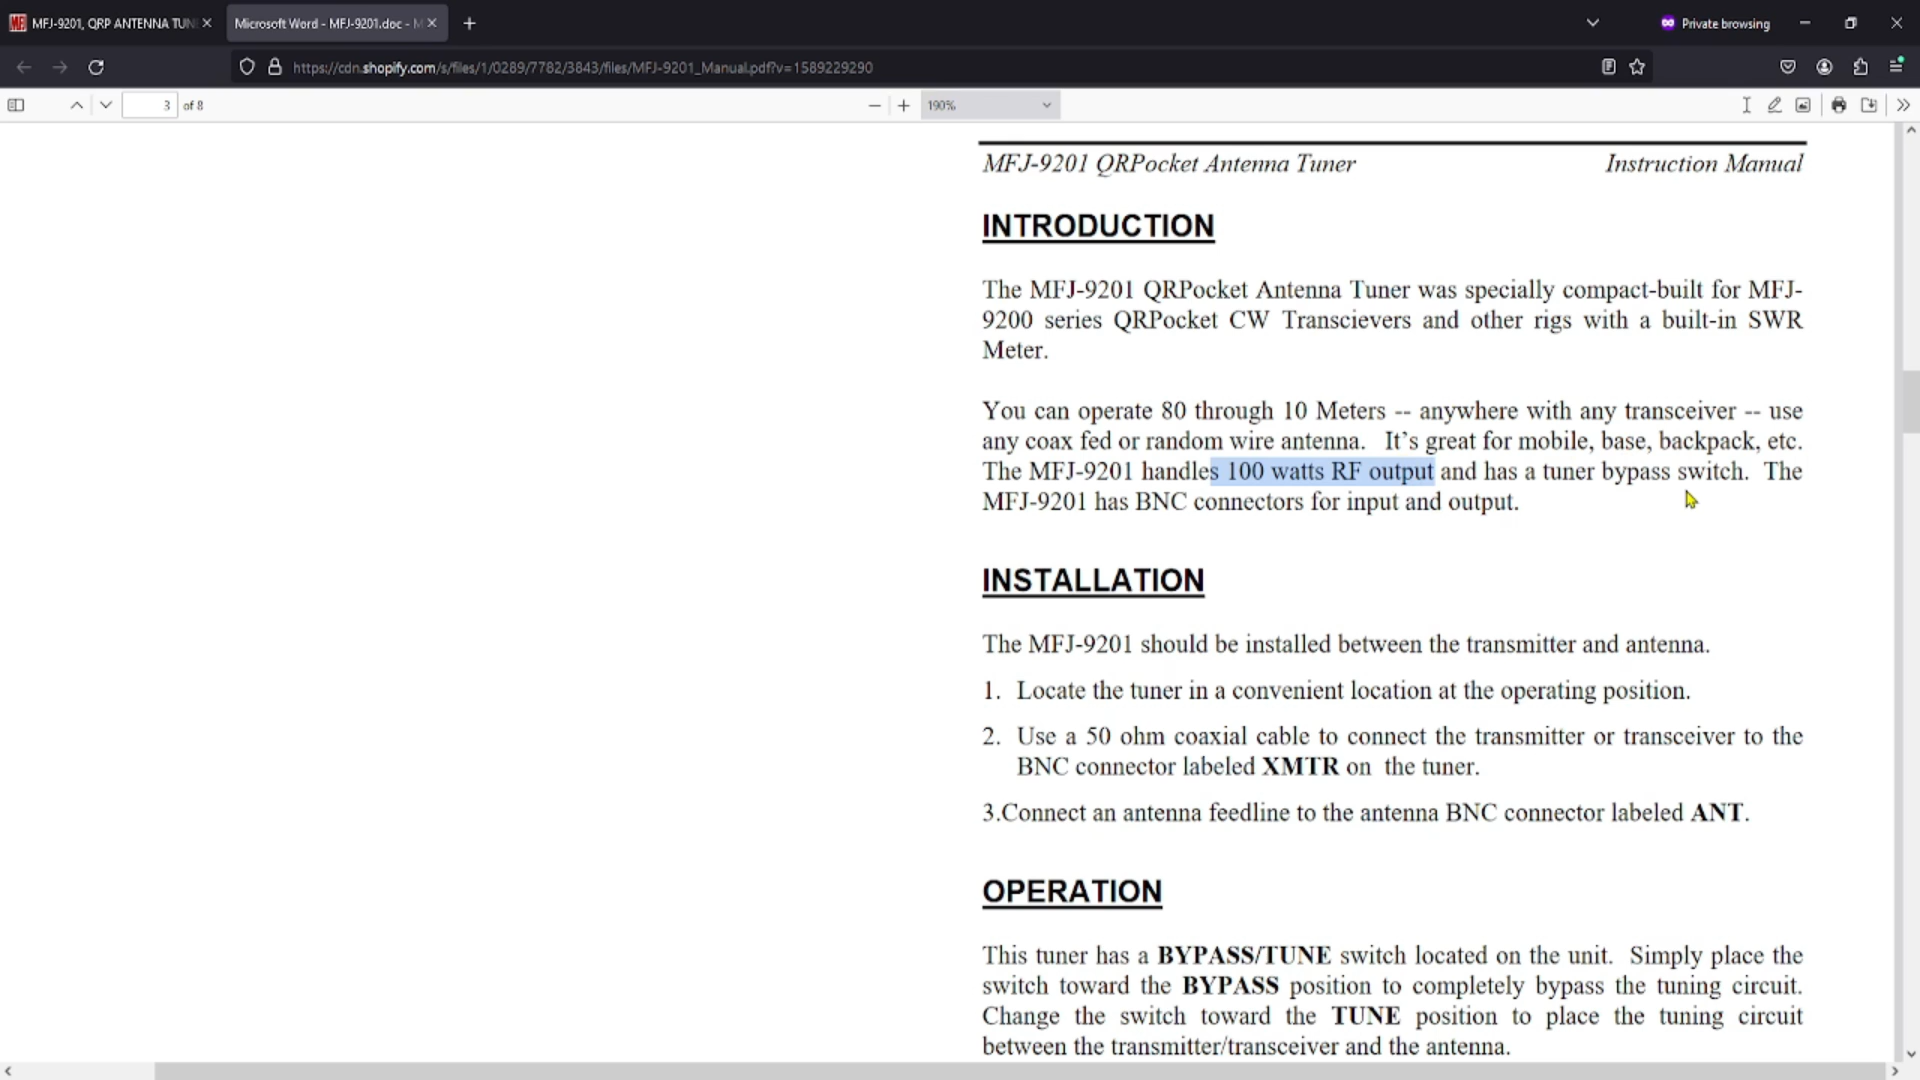 MFJ-9201, QRP ANTENNA TUN
Microsoft Word - MFJ-9201.doc - M
Private browsing
https://cdn.shopify.com/s/files/1/0289/7782/3843/files/MFJ-9201_Manual.pdf?v=1589229290
3 of 8
190%
MFJ-9201 QRPocket Antenna Tuner Instruction Manual
INTRODUCTION
The MFJ-9201 QRPocket Antenna Tuner was specially compact-built for MFJ-
9200 series QRPocket CW Transcievers and other rigs with a built-in SWR
Meter.
You can operate 80 through 10 Meters -- anywhere with any transceiver -- use
any coax fed or random wire antenna. It’s great for mobile, base, backpack, etc.
The MFJ-9201 handles 100 watts RF output and has a tuner bypass switch. The
MFJ-9201 has BNC connectors for input and output.
INSTALLATION
The MFJ-9201 should be installed between the transmitter and antenna.
1. Locate the tuner in a convenient location at the operating position.
2. Use a 50 ohm coaxial cable to connect the transmitter or transceiver to the
BNC connector labeled XMTR on the tuner.
3.Connect an antenna feedline to the antenna BNC connector labeled ANT.
OPERATION
This tuner has a BYPASS/TUNE switch located on the unit. Simply place the
switch toward the BYPASS position to completely bypass the tuning circuit.
Change the switch toward the TUNE position to place the tuning circuit
between the transmitter/transceiver and the antenna.